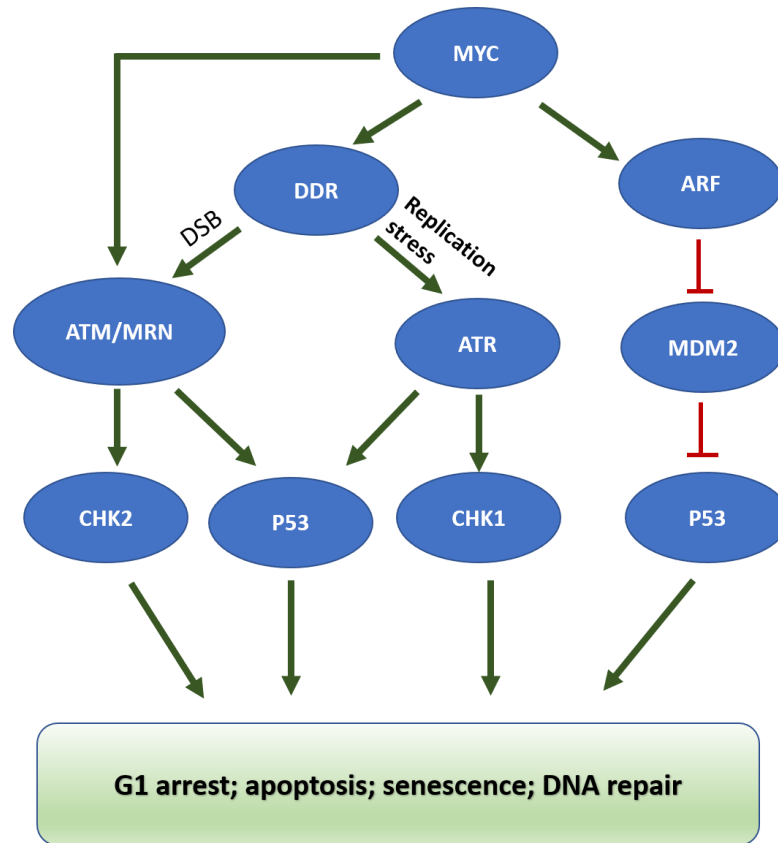 MYC
DDR
ARF
DSB
Replication
stress
ATM/MRN
ATR
MDM2
CHK2
P53
CHK1
P53
G1 arrest; apoptosis; senescence; DNA repair